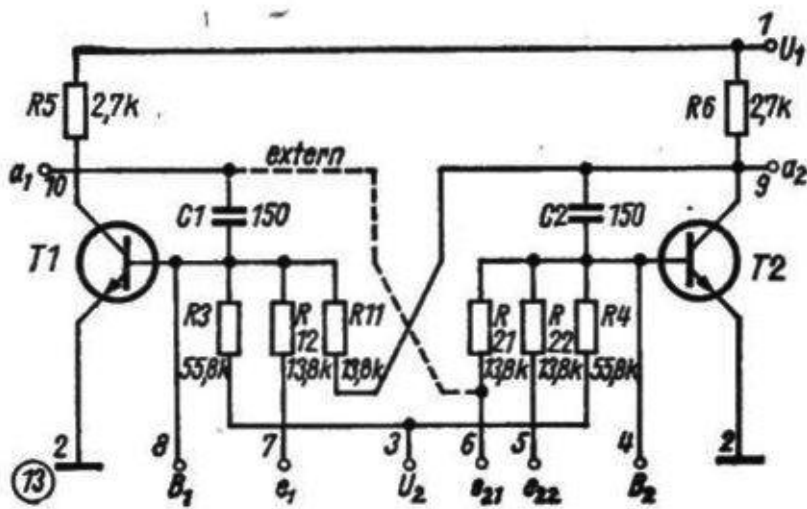 1
U₁
R5 2,7k
R6 2,7k
extern
a₁ 10
9 a₂
C1 150
C2 150
T1
T2
R3 55,8k
R 12 13,8k
R11 13,8k
R 21 13,8k
R 22 13,8k
R4 55,8k
2
8
7
3
6
5
4
2
13
B₁
e₁
U₂
e₂₁
e₂₂
B₂